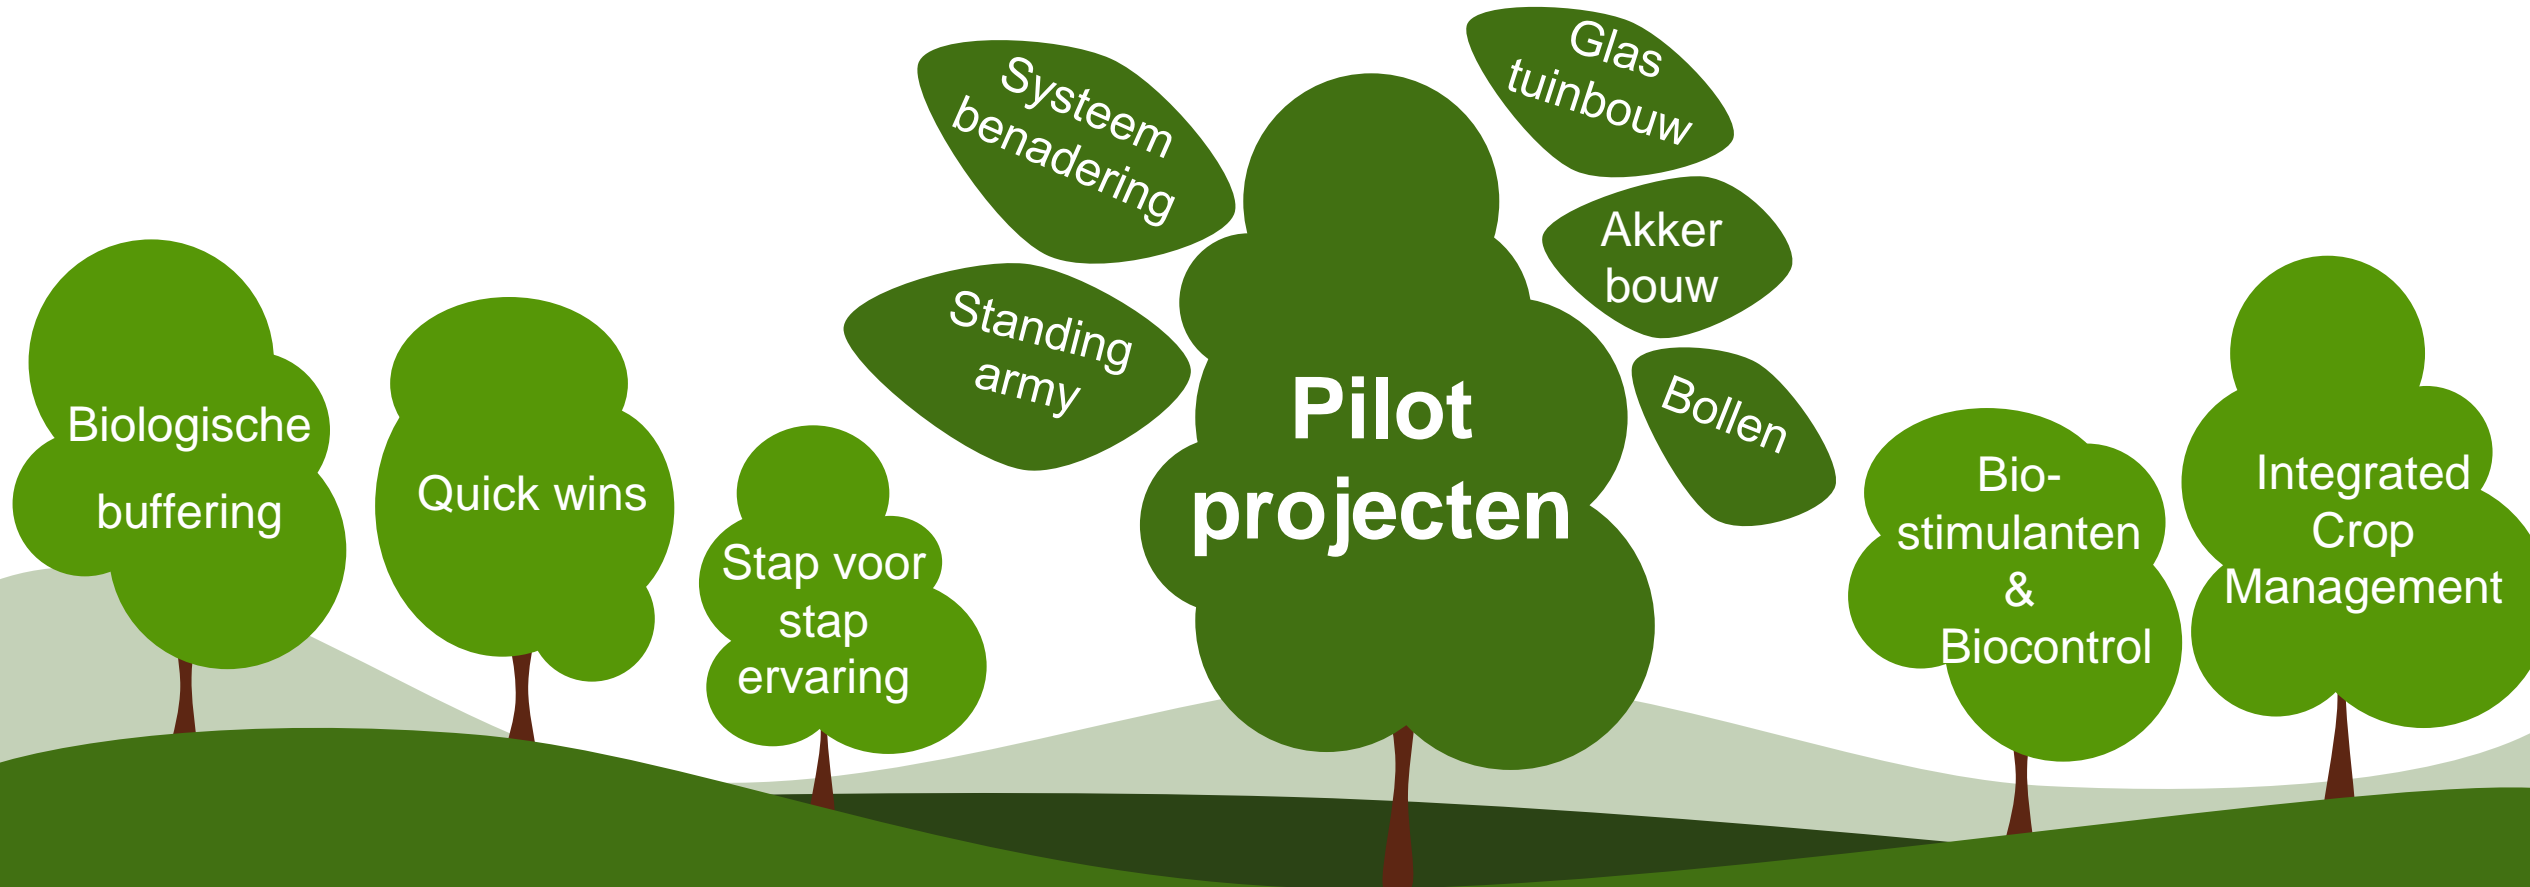 Biologische
buffering
Quick wins
Stap voor
stap
ervaring
Systeem
benadering
Standing
army
Pilot
projecten
Glas
tuinbouw
Akker
bouw
Bollen
Bio-
stimulanten
&
Biocontrol
Integrated
Crop
Management